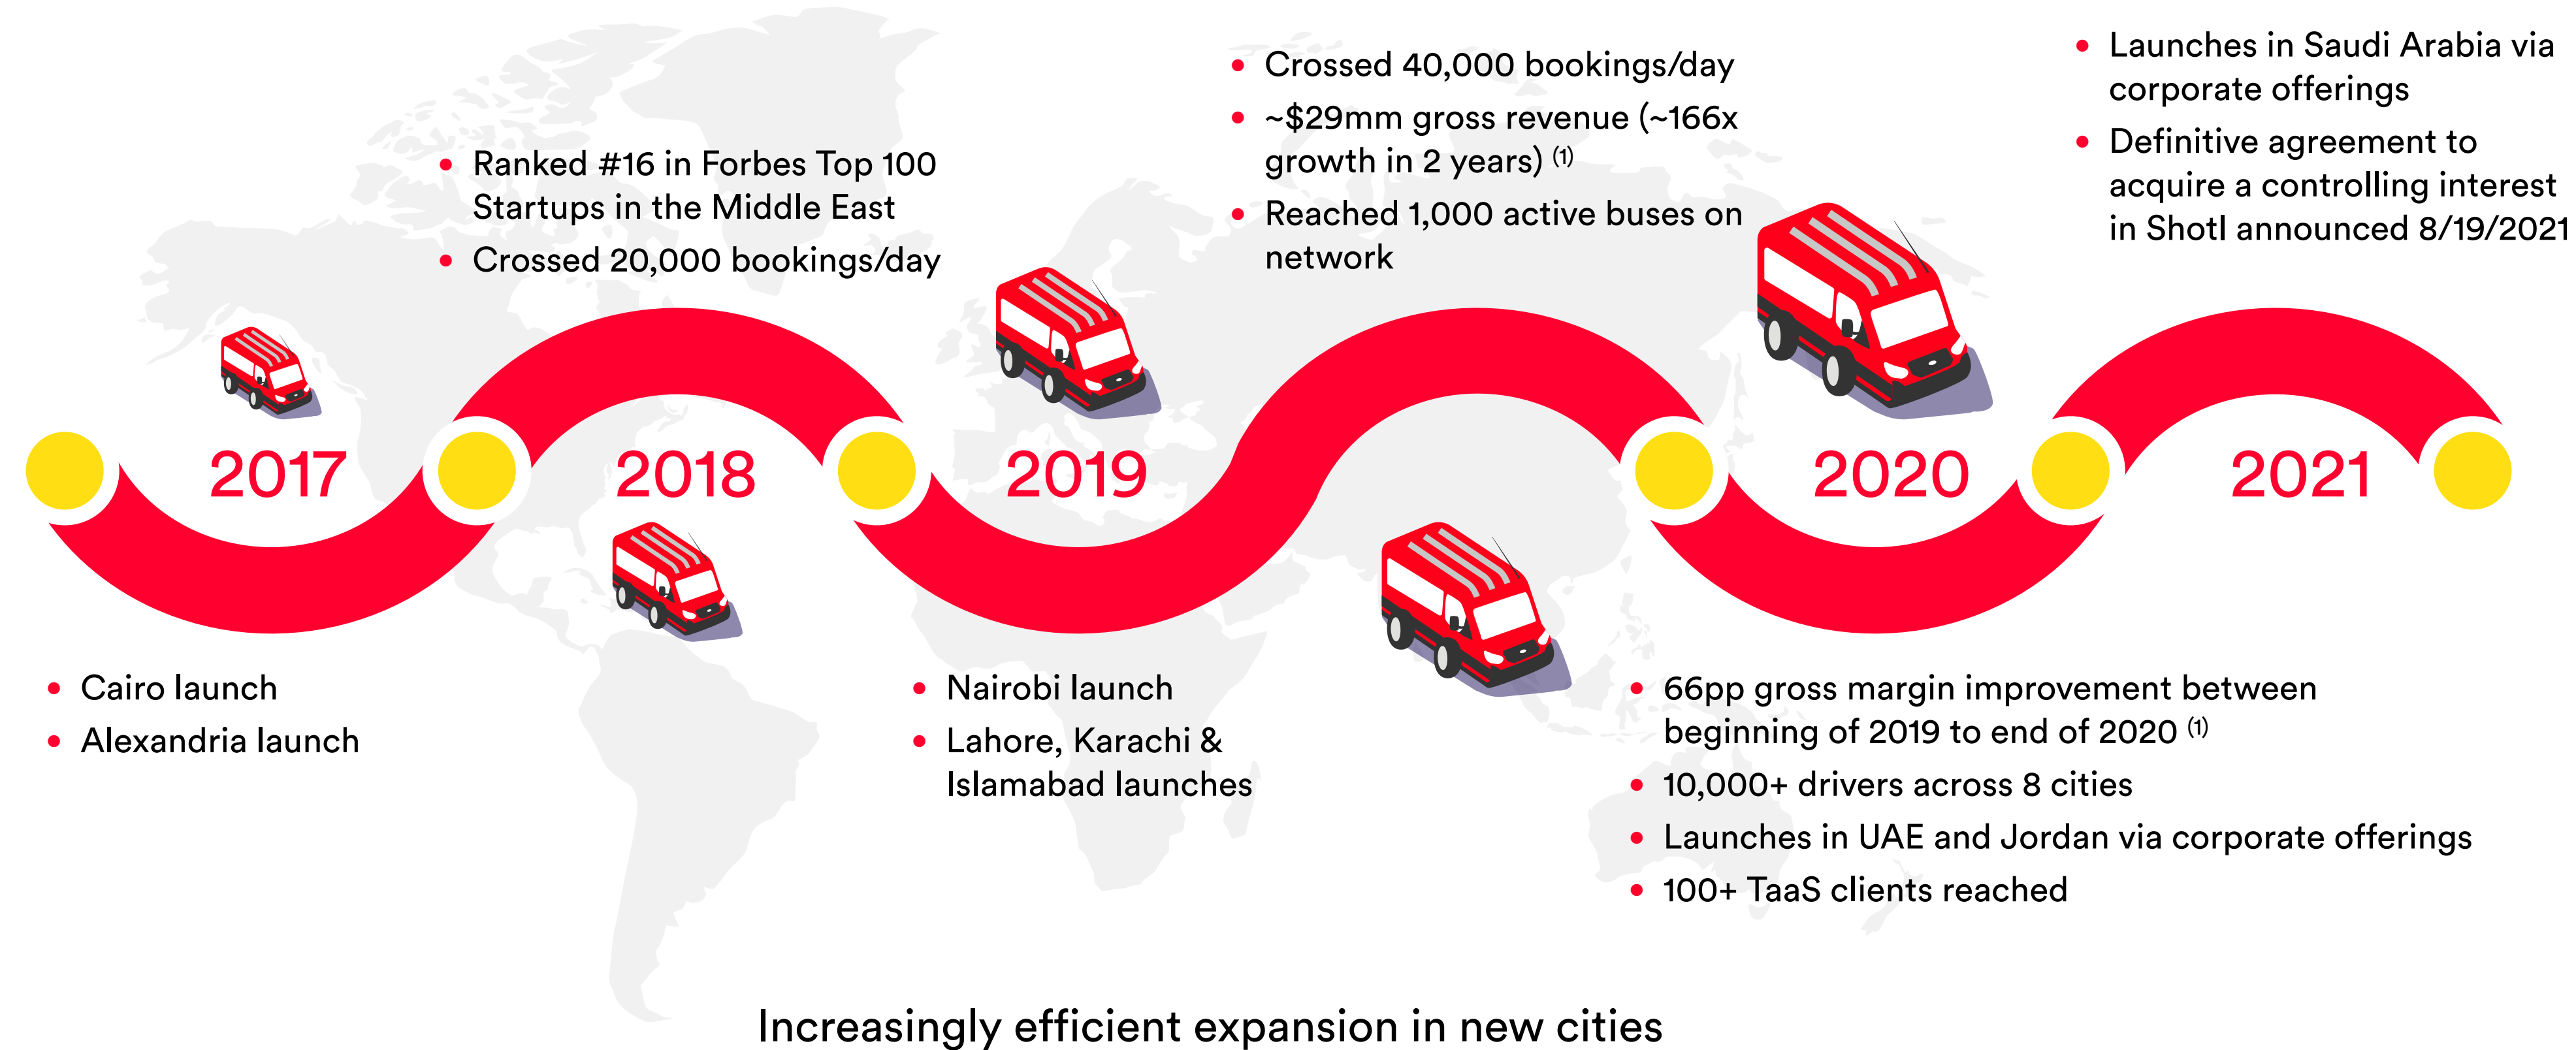 2017
• Cairo launch
• Alexandria launch
2018
• Ranked #16 in Forbes Top 100
Startups in the Middle East
• Crossed 20,000 bookings/day
2019
• Nairobi launch
• Lahore, Karachi &
Islamabad launches
• Crossed 40,000 bookings/day
• ~$29mm gross revenue (~166x
growth in 2 years) (1)
• Reached 1,000 active buses on
network
2020
• 66pp gross margin improvement between
beginning of 2019 to end of 2020 (1)
• 10,000+ drivers across 8 cities
• Launches in UAE and Jordan via corporate offerings
• 100+ TaaS clients reached
2021
• Launches in Saudi Arabia via
corporate offerings
• Definitive agreement to
acquire a controlling interest
in Shotl announced 8/19/2021
Increasingly efficient expansion in new cities